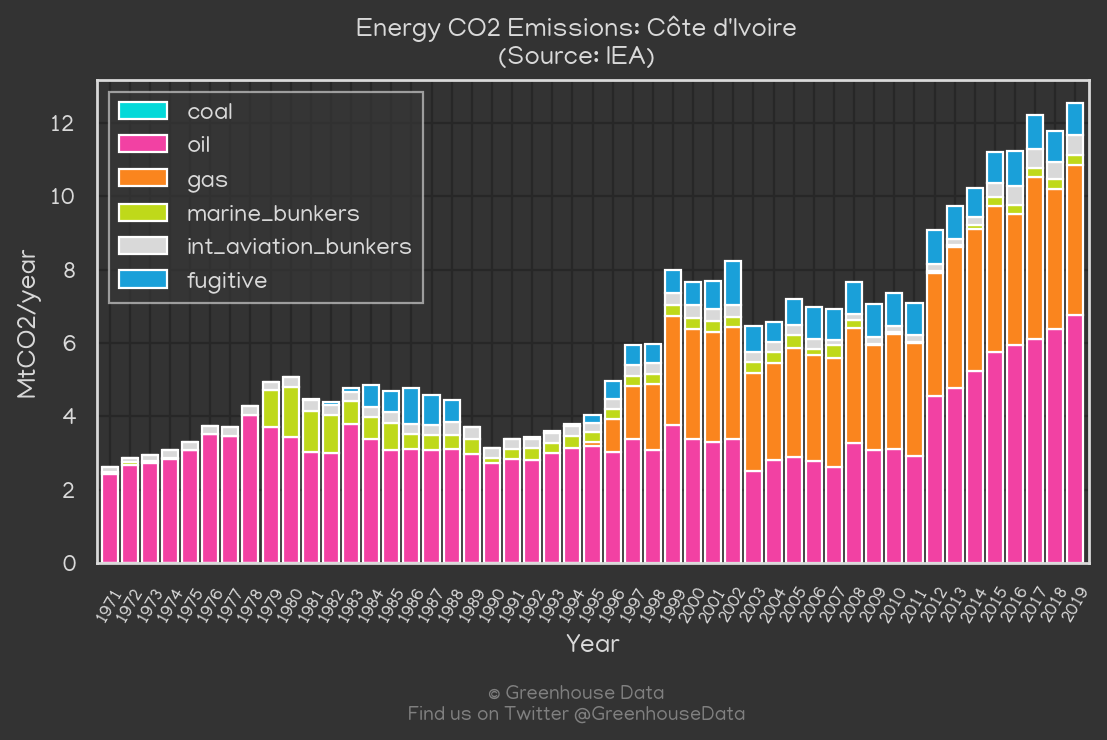 Energy CO2 Emissions: Côte d'Ivoire
(Source: IEA)
coal
oil
gas
marine_bunkers
int_aviation_bunkers
fugitive
MtCO2/year
12
10
8
6
4
2
0
1971 1972 1973 1974 1975 1976 1977 1978 1979 1980 1981 1982 1983 1984 1985 1986 1987 1988 1989 1990 1991 1992 1993 1994 1995 1996 1997 1998 1999 2000 2001 2002 2003 2004 2005 2006 2007 2008 2009 2010 2011 2012 2013 2014 2015 2016 2017 2018 2019
Year
© Greenhouse Data
Find us on Twitter @GreenhouseData